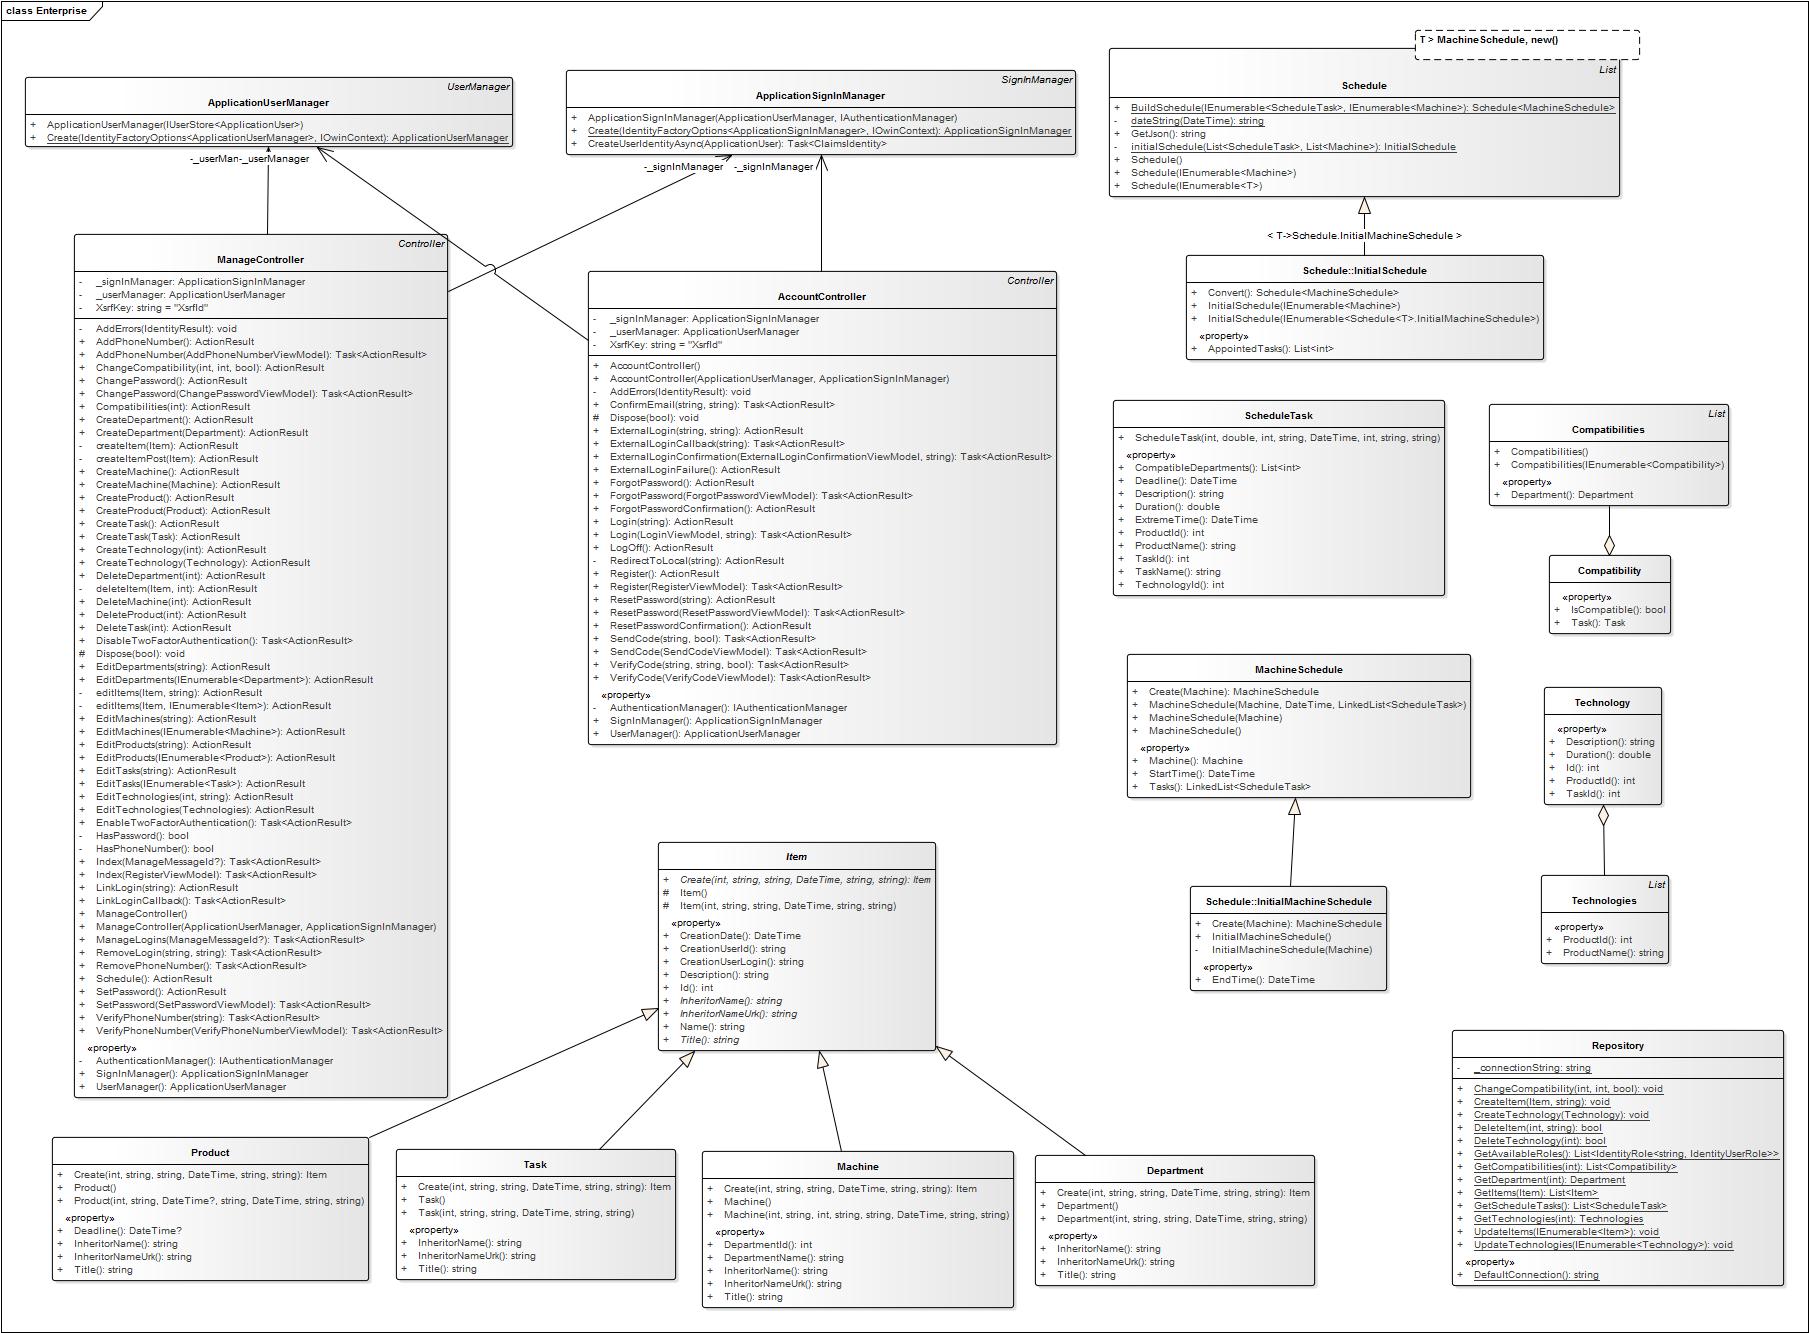 class Enterprise
UserManager
ApplicationUserManager
+ ApplicationUserManager(IUserStore<ApplicationUser>)
+ Create(IdentityFactoryOptions<ApplicationUserManager>, IOwinContext): ApplicationUserManager
-_userMan-_userManager
SignInManager
ApplicationSignInManager
+ ApplicationSignInManager(ApplicationUserManager, IAuthenticationManager)
+ Create(IdentityFactoryOptions<ApplicationSignInManager>, IOwinContext): ApplicationSignInManager
+ CreateUserIdentityAsync(ApplicationUser): Task<ClaimsIdentity>
-_signInManager -_signInManager
T > MachineSchedule, new()
List
Schedule
+ BuildSchedule(IEnumerable<ScheduleTask>, IEnumerable<Machine>): Schedule<MachineSchedule>
- dateString(DateTime): string
+ GetJson(): string
- initialSchedule(List<ScheduleTask>, List<Machine>): InitialSchedule
+ Schedule()
+ Schedule(IEnumerable<Machine>)
+ Schedule(IEnumerable<T>)
< T->Schedule.InitialMachineSchedule >
Schedule::InitialSchedule
+ Convert(): Schedule<MachineSchedule>
+ InitialSchedule(IEnumerable<Machine>)
+ InitialSchedule(IEnumerable<Schedule<T>.InitialMachineSchedule>)
«property»
+ AppointedTasks(): List<int>
Controller
ManageController
- _signInManager: ApplicationSignInManager
- _userManager: ApplicationUserManager
- XsrfKey: string = "XsrfId"
- AddErrors(IdentityResult): void
+ AddPhoneNumber(): ActionResult
+ AddPhoneNumber(AddPhoneNumberViewModel): Task<ActionResult>
+ ChangeCompatibility(int, int, bool): ActionResult
+ ChangePassword(): ActionResult
+ ChangePassword(ChangePasswordViewModel): Task<ActionResult>
+ Compatibilities(int): ActionResult
+ CreateDepartment(): ActionResult
+ CreateDepartment(Department): ActionResult
- createItem(Item): ActionResult
- createItemPost(Item): ActionResult
+ CreateMachine(): ActionResult
+ CreateMachine(Machine): ActionResult
+ CreateProduct(): ActionResult
+ CreateProduct(Product): ActionResult
+ CreateTask(): ActionResult
+ CreateTask(Task): ActionResult
+ CreateTechnology(int): ActionResult
+ CreateTechnology(Technology): ActionResult
+ DeleteDepartment(int): ActionResult
- deleteItem(Item, int): ActionResult
+ DeleteMachine(int): ActionResult
+ DeleteProduct(int): ActionResult
+ DeleteTask(int): ActionResult
+ DisableTwoFactorAuthentication(): Task<ActionResult>
# Dispose(bool): void
+ EditDepartments(string): ActionResult
+ EditDepartments(IEnumerable<Department>): ActionResult
- editItems(Item, string): ActionResult
- editItems(Item, IEnumerable<Item>): ActionResult
+ EditMachines(string): ActionResult
+ EditMachines(IEnumerable<Machine>): ActionResult
+ EditProducts(string): ActionResult
+ EditProducts(IEnumerable<Product>): ActionResult
+ EditTasks(string): ActionResult
+ EditTasks(IEnumerable<Task>): ActionResult
+ EditTechnologies(int, string): ActionResult
+ EditTechnologies(Technologies): ActionResult
+ EnableTwoFactorAuthentication(): Task<ActionResult>
- HasPassword(): bool
- HasPhoneNumber(): bool
+ Index(ManageMessageId?): Task<ActionResult>
+ Index(RegisterViewModel): Task<ActionResult>
+ LinkLogin(string): ActionResult
+ LinkLoginCallback(): Task<ActionResult>
+ ManageController()
+ ManageController(ApplicationUserManager, ApplicationSignInManager)
+ ManageLogins(ManageMessageId?): Task<ActionResult>
+ RemoveLogin(string, string): Task<ActionResult>
+ RemovePhoneNumber(): Task<ActionResult>
+ Schedule(): ActionResult
+ SetPassword(): ActionResult
+ SetPassword(SetPasswordViewModel): Task<ActionResult>
+ VerifyPhoneNumber(string): Task<ActionResult>
+ VerifyPhoneNumber(VerifyPhoneNumberViewModel): Task<ActionResult>
«property»
- AuthenticationManager(): IAuthenticationManager
+ SignInManager(): ApplicationSignInManager
+ UserManager(): ApplicationUserManager
Controller
AccountController
- _signInManager: ApplicationSignInManager
- _userManager: ApplicationUserManager
- XsrfKey: string = "XsrfId"
+ AccountController()
+ AccountController(ApplicationUserManager, ApplicationSignInManager)
- AddErrors(IdentityResult): void
+ ConfirmEmail(string, string): Task<ActionResult>
# Dispose(bool): void
+ ExternalLogin(string, string): ActionResult
+ ExternalLoginCallback(string): Task<ActionResult>
+ ExternalLoginConfirmation(ExternalLoginConfirmationViewModel, string): Task<ActionResult>
+ ExternalLoginFailure(): ActionResult
+ ForgotPassword(): ActionResult
+ ForgotPassword(ForgotPasswordViewModel): Task<ActionResult>
+ ForgotPasswordConfirmation(): ActionResult
+ Login(string): ActionResult
+ Login(LoginViewModel, string): Task<ActionResult>
+ LogOff(): ActionResult
- RedirectToLocal(string): ActionResult
+ Register(): ActionResult
+ Register(RegisterViewModel): Task<ActionResult>
+ ResetPassword(string): ActionResult
+ ResetPassword(ResetPasswordViewModel): Task<ActionResult>
+ ResetPasswordConfirmation(): ActionResult
+ SendCode(string, bool): Task<ActionResult>
+ SendCode(SendCodeViewModel): Task<ActionResult>
+ VerifyCode(string, string, bool): Task<ActionResult>
+ VerifyCode(VerifyCodeViewModel): Task<ActionResult>
«property»
- AuthenticationManager(): IAuthenticationManager
+ SignInManager(): ApplicationSignInManager
+ UserManager(): ApplicationUserManager
ScheduleTask
+ ScheduleTask(int, double, int, string, DateTime, int, string, string)
«property»
+ CompatibleDepartments(): List<int>
+ Deadline(): DateTime
+ Description(): string
+ Duration(): double
+ ExtremeTime(): DateTime
+ ProductId(): int
+ ProductName(): string
+ TaskId(): int
+ TaskName(): string
+ TechnologyId(): int
List
Compatibilities
+ Compatibilities()
+ Compatibilities(IEnumerable<Compatibility>)
«property»
+ Department(): Department
Compatibility
«property»
+ IsCompatible(): bool
+ Task(): Task
MachineSchedule
+ Create(Machine): MachineSchedule
+ MachineSchedule(Machine, DateTime, LinkedList<ScheduleTask>)
+ MachineSchedule(Machine)
+ MachineSchedule()
«property»
+ Machine(): Machine
+ StartTime(): DateTime
+ Tasks(): LinkedList<ScheduleTask>
Technology
«property»
+ Description(): string
+ Duration(): double
+ Id(): int
+ ProductId(): int
+ TaskId(): int
Schedule::InitialMachineSchedule
+ Create(Machine): MachineSchedule
+ InitialMachineSchedule()
- InitialMachineSchedule(Machine)
«property»
+ EndTime(): DateTime
List
Technologies
«property»
+ ProductId(): int
+ ProductName(): string
Item
+ Create(int, string, string, DateTime, string, string): Item
# Item()
# Item(int, string, string, DateTime, string, string)
«property»
+ CreationDate(): DateTime
+ CreationUserId(): string
+ CreationUserLogin(): string
+ Description(): string
+ Id(): int
+ InheritorName(): string
+ InheritorNameUrk(): string
+ Name(): string
+ Title(): string
Product
+ Create(int, string, string, DateTime, string, string): Item
+ Product()
+ Product(int, string, DateTime?, string, DateTime, string, string)
«property»
+ Deadline(): DateTime?
+ InheritorName(): string
+ InheritorNameUrk(): string
+ Title(): string
Task
+ Create(int, string, string, DateTime, string, string): Item
+ Task()
+ Task(int, string, string, DateTime, string, string)
«property»
+ InheritorName(): string
+ InheritorNameUrk(): string
+ Title(): string
Machine
+ Create(int, string, string, DateTime, string, string): Item
+ Machine()
+ Machine(int, string, int, string, string, DateTime, string, string)
«property»
+ DepartmentId(): int
+ DepartmentName(): string
+ InheritorName(): string
+ InheritorNameUrk(): string
+ Title(): string
Department
+ Create(int, string, string, DateTime, string, string): Item
+ Department()
+ Department(int, string, string, DateTime, string, string)
«property»
+ InheritorName(): string
+ InheritorNameUrk(): string
+ Title(): string
Repository
- _connectionString: string
+ ChangeCompatibility(int, int, bool): void
+ CreateItem(Item, string): void
+ CreateTechnology(Technology): void
+ DeleteItem(int, string): bool
+ DeleteTechnology(int): bool
+ GetAvailableRoles(): List<IdentityRole<string, IdentityUserRole>>
+ GetCompatibilities(int): List<Compatibility>
+ GetDepartment(int): Department
+ GetItems(Item): List<Item>
+ GetScheduleTasks(): List<ScheduleTask>
+ GetTechnologies(int): Technologies
+ UpdateItems(IEnumerable<Item>): void
+ UpdateTechnologies(IEnumerable<Technology>): void
«property»
+ DefaultConnection(): string